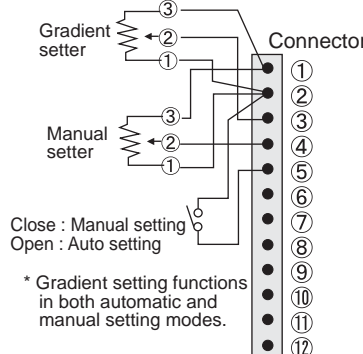 ③
Gradient
setter
②
①
Connector
③
Manual
setter
②
①
①
②
③
④
⑤
⑥
⑦
⑧
⑨
⑩
⑪
⑫
Close : Manual setting
Open : Auto setting
* Gradient setting functions
in both automatic and
manual setting modes.